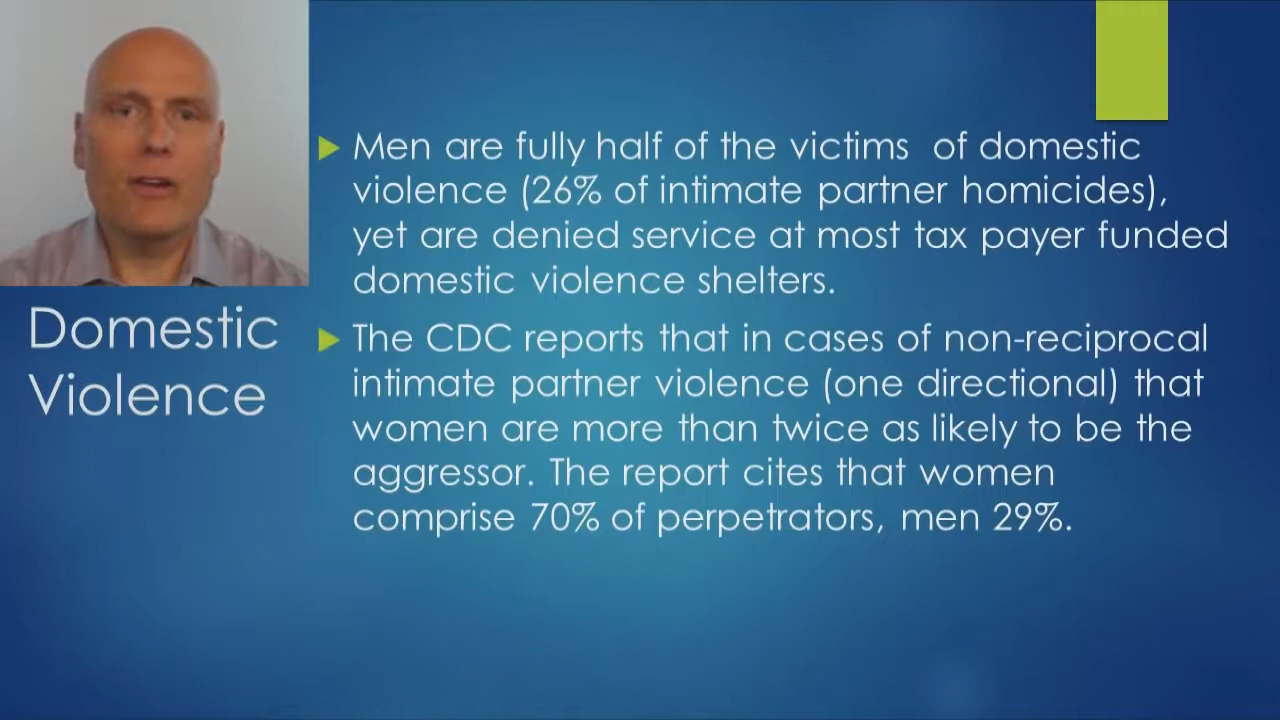 Men are fully half of the victims of domestic
violence (26% of intimate partner homicides),
yet are denied service at most tax payer funded
domestic violence shelters.
Domestic
Violence
The CDC reports that in cases of non-reciprocal
intimate partner violence (one directional) that
women are more than twice as likely to be the
aggressor. The report cites that women
comprise 70% of perpetrators, men 29%.